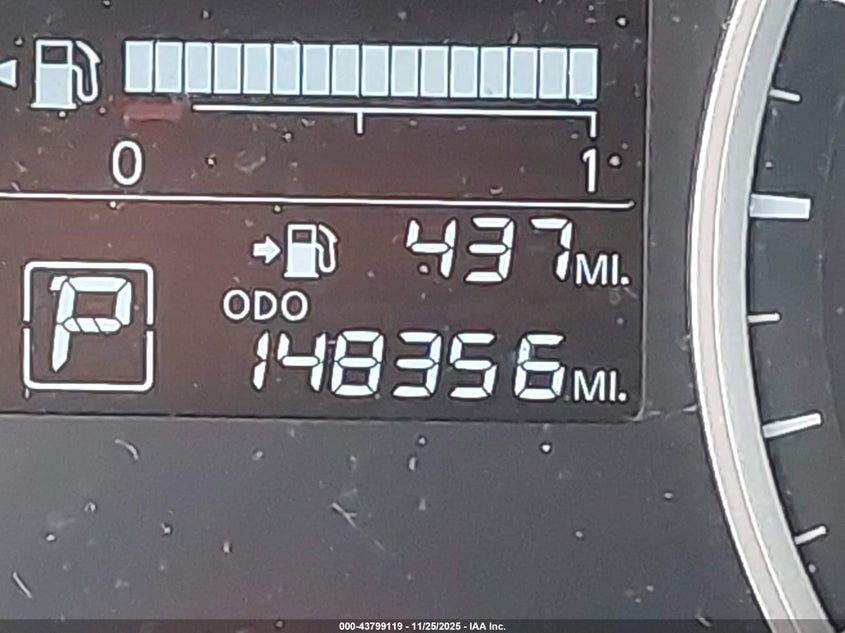 0 1
437 MI.
P
ODO
148356 MI.
000-43799119 - 11/25/2025 - IAA Inc.